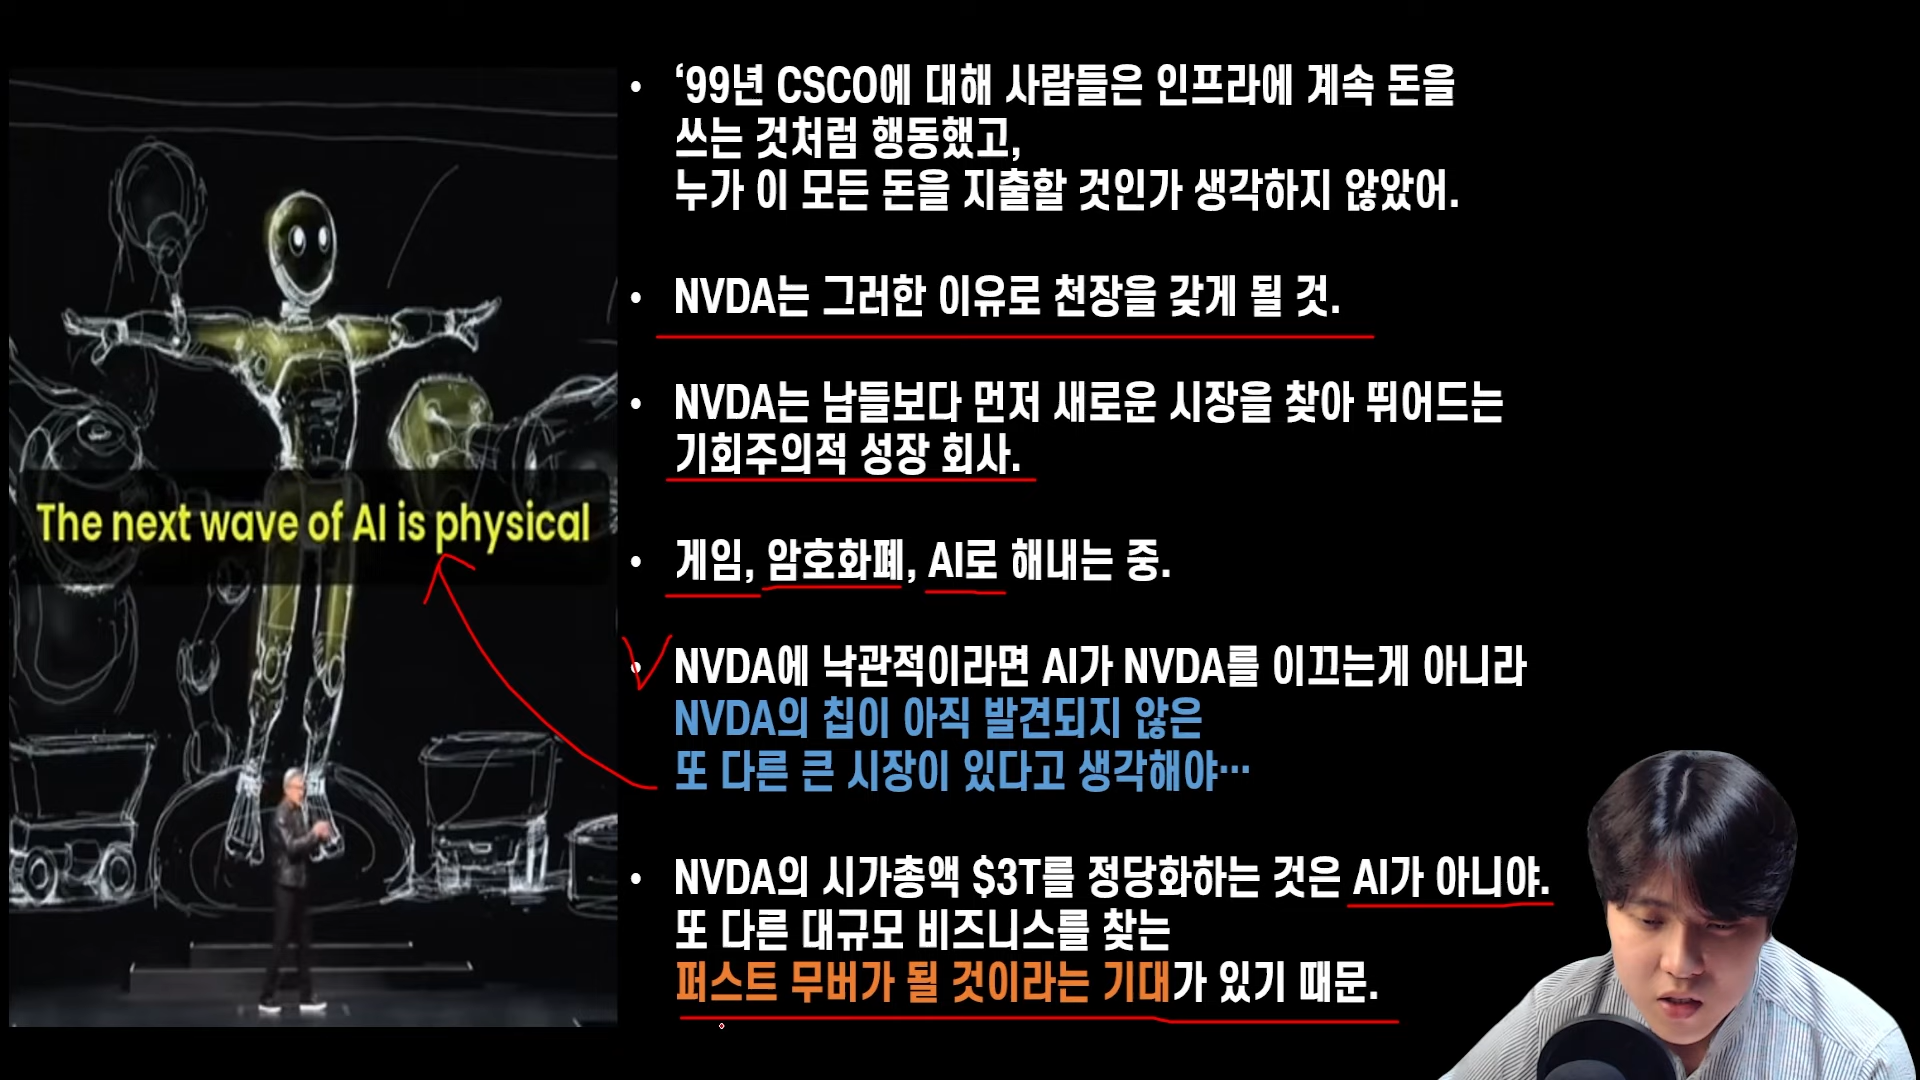 ‘99년 CSCO에 대해 사람들은 인프라에 계속 돈을
쓰는 것처럼 행동했고,
누가 이 모든 돈을 지출할 것인가 생각하지 않았어.
NVDA는 그러한 이유로 천장을 갖게 될 것.
NVDA는 남들보다 먼저 새로운 시장을 찾아 뛰어드는
기회주의적 성장 회사.
The next wave of AI is physical
게임, 암호화폐, AI로 해내는 중.
NVDA에 낙관적이라면 AI가 NVDA를 이끄는게 아니라
NVDA의 칩이 아직 발견되지 않은
또 다른 큰 시장이 있다고 생각해야…
NVDA의 시가총액 $3T를 정당화하는 것은 AI가 아니야.
또 다른 대규모 비즈니스를 찾는
퍼스트 무버가 될 것이라는 기대가 있기 때문.